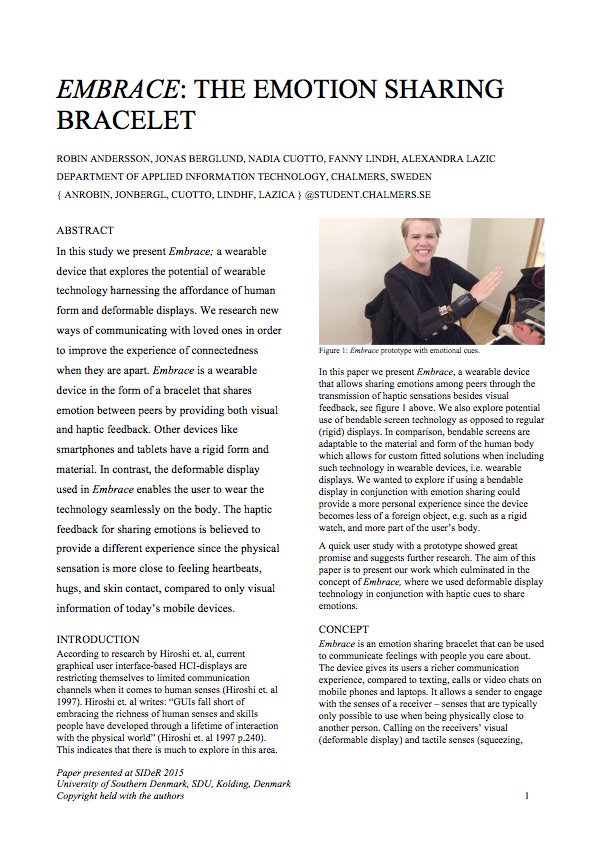 EMBRACE: THE EMOTION SHARING
BRACELET
ROBIN ANDERSSON, JONAS BERGLUND, NADIA CUOTTO, FANNY LINDH, ALEXANDRA LAZIC
DEPARTMENT OF APPLIED INFORMATION TECHNOLOGY, CHALMERS, SWEDEN
{ ANROBIN, JONBERGL, CUOTTO, LINDHF, LAZICA } @STUDENT.CHALMERS.SE
ABSTRACT
In this study we present Embrace; a wearable
device that explores the potential of wearable
technology harnessing the affordance of human
form and deformable displays. We research new
ways of communicating with loved ones in order
to improve the experience of connectedness
when they are apart. Embrace is a wearable
device in the form of a bracelet that shares
emotion between peers by providing both visual
and haptic feedback. Other devices like
smartphones and tablets have a rigid form and
material. In contrast, the deformable display
used in Embrace enables the user to wear the
technology seamlessly on the body. The haptic
feedback for sharing emotions is believed to
provide a different experience since the physical
sensation is more close to feeling heartbeats,
hugs, and skin contact, compared to only visual
information of today's mobile devices.
INTRODUCTION
According to research by Hiroshi et. al, current
graphical user interface-based HCI-displays are
restricting themselves to limited communication
channels when it comes to human senses (Hiroshi et. al
1997). Hiroshi et. al writes: "GUIs fall short of
embracing the richness of human senses and skills
people have developed through a lifetime of interaction
with the physical world" (Hiroshi et. al 1997 p.240).
This indicates that there is much to explore in this area.
Figure 1: Embrace prototype with emotional cues.
In this paper we present Embrace, a wearable device
that allows sharing emotions among peers through the
transmission of haptic sensations besides visual
feedback, see figure 1 above. We also explore potential
use of bendable screen technology as opposed to regular
(rigid) displays. In comparison, bendable screens are
adaptable to the material and form of the human body
which allows for custom fitted solutions when including
such technology in wearable devices, i.e. wearable
displays. We wanted to explore if using a bendable
display in conjunction with emotion sharing could
provide a more personal experience since the device
becomes less of a foreign object, e.g. such as a rigid
watch, and more part of the user's body.
A quick user study with a prototype showed great
promise and suggests further research. The aim of this
paper is to present our work which culminated in the
concept of Embrace, where we used deformable display
technology in conjunction with haptic cues to share
emotions.
CONCEPT
Embrace is an emotion sharing bracelet that can be used
to communicate feelings with people you care about.
The device gives its users a richer communication
experience, compared to texting, calls or video chats on
mobile phones and laptops. It allows a sender to engage
with the senses of a receiver – senses that are typically
only possible to use when being physically close to
another person. Calling on the receivers' visual
(deformable display) and tactile senses (squeezing,
Paper presented at SIDeR 2015
University of Southern Denmark, SDU, Kolding, Denmark
Copyright held with the authors
1